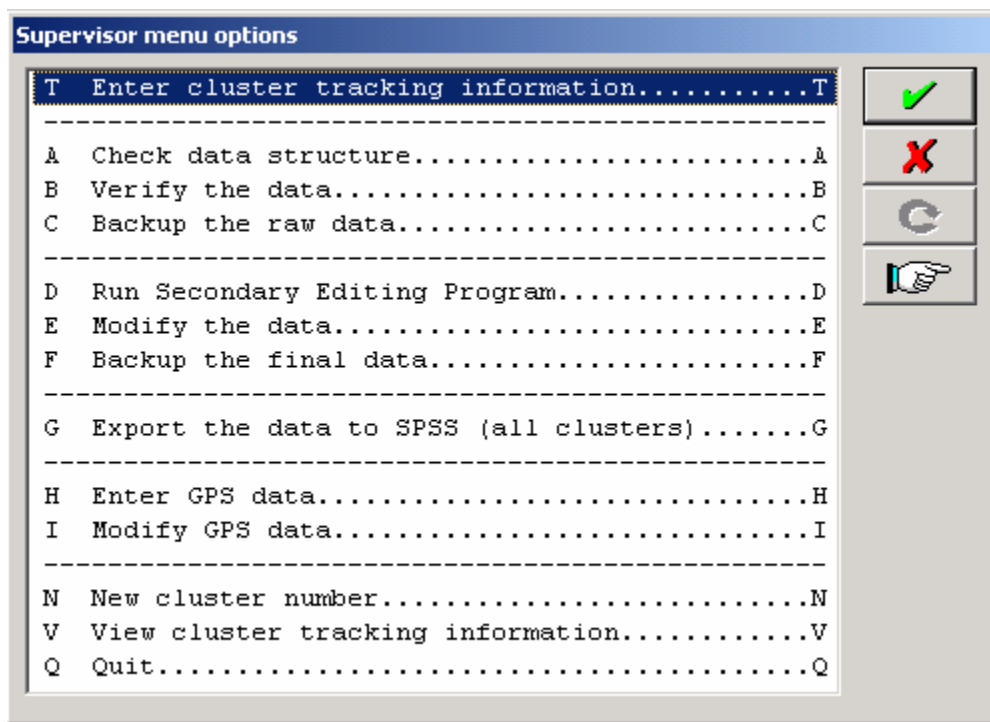 Supervisor menu options
T Enter cluster tracking information...........T
-------------------------------------------------
A Check data structure.........................A
B Verify the data..............................B
C Backup the raw data..........................C
-------------------------------------------------
D Run Secondary Editing Program................D
E Modify the data..............................E
F Backup the final data........................F
-------------------------------------------------
G Export the data to SPSS (all clusters).......G
-------------------------------------------------
H Enter GPS data...............................H
I Modify GPS data..............................I
-------------------------------------------------
N New cluster number...........................N
V View cluster tracking information............V
Q Quit.........................................Q